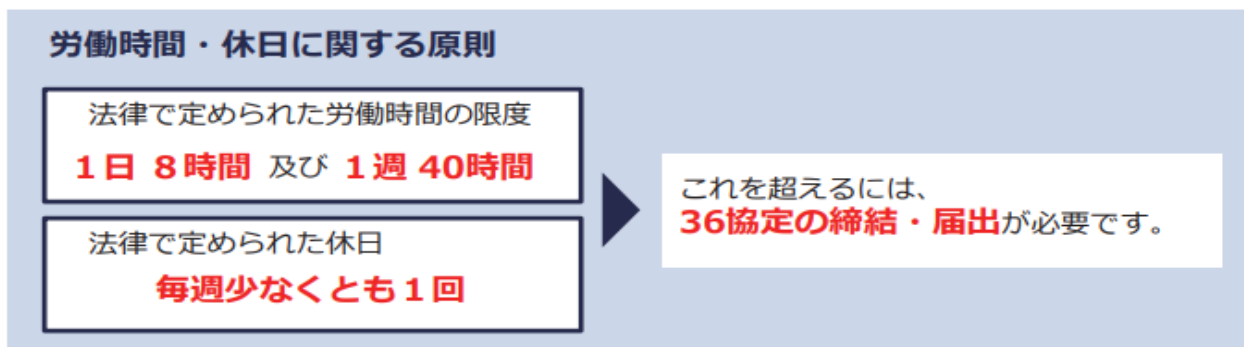 労働時間・休日に関する原則
法律で定められた労働時間の限度
1日 8時間 及び 1週 40時間
法律で定められた休日
毎週少なくとも1回
これを超えるには、
36協定の締結・届出が必要です。